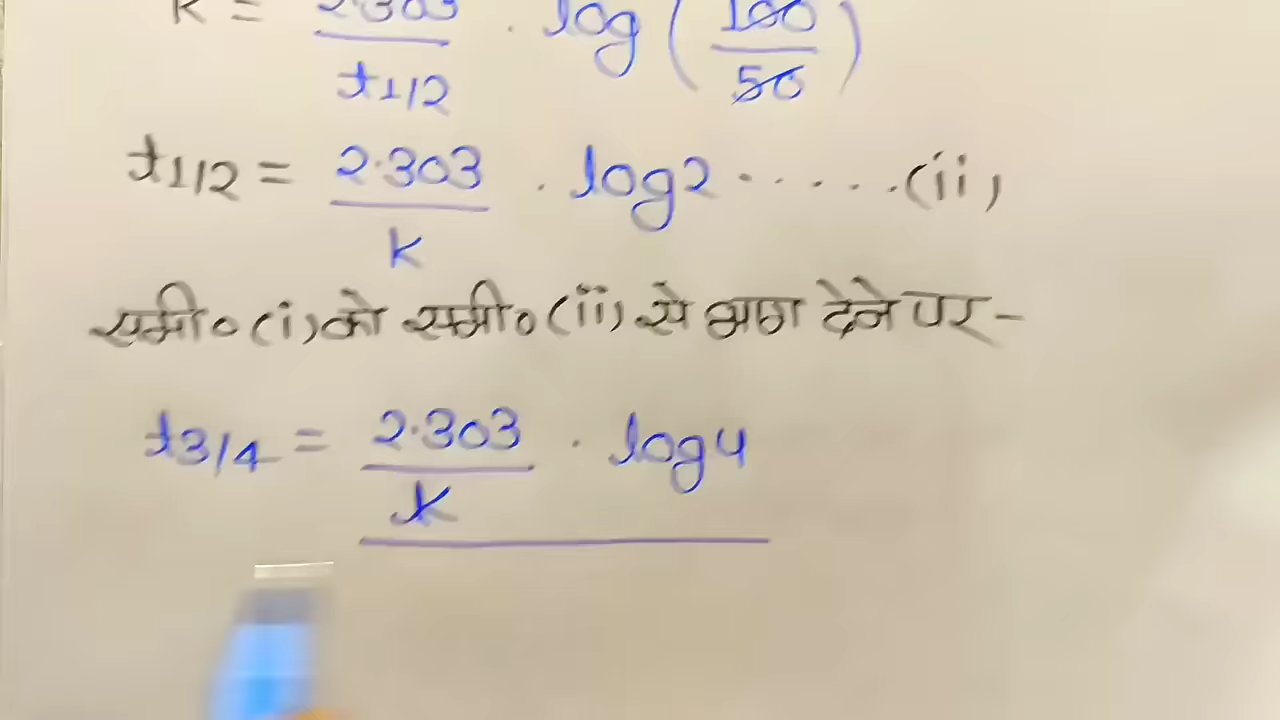 K = 2.303 / t1/2 . log (100/50)
t1/2 = 2.303 / K . log2 ..... (ii)
समी० (i) को समी० (ii) से भाग देने पर-
t3/4 = 2.303 / K . log4